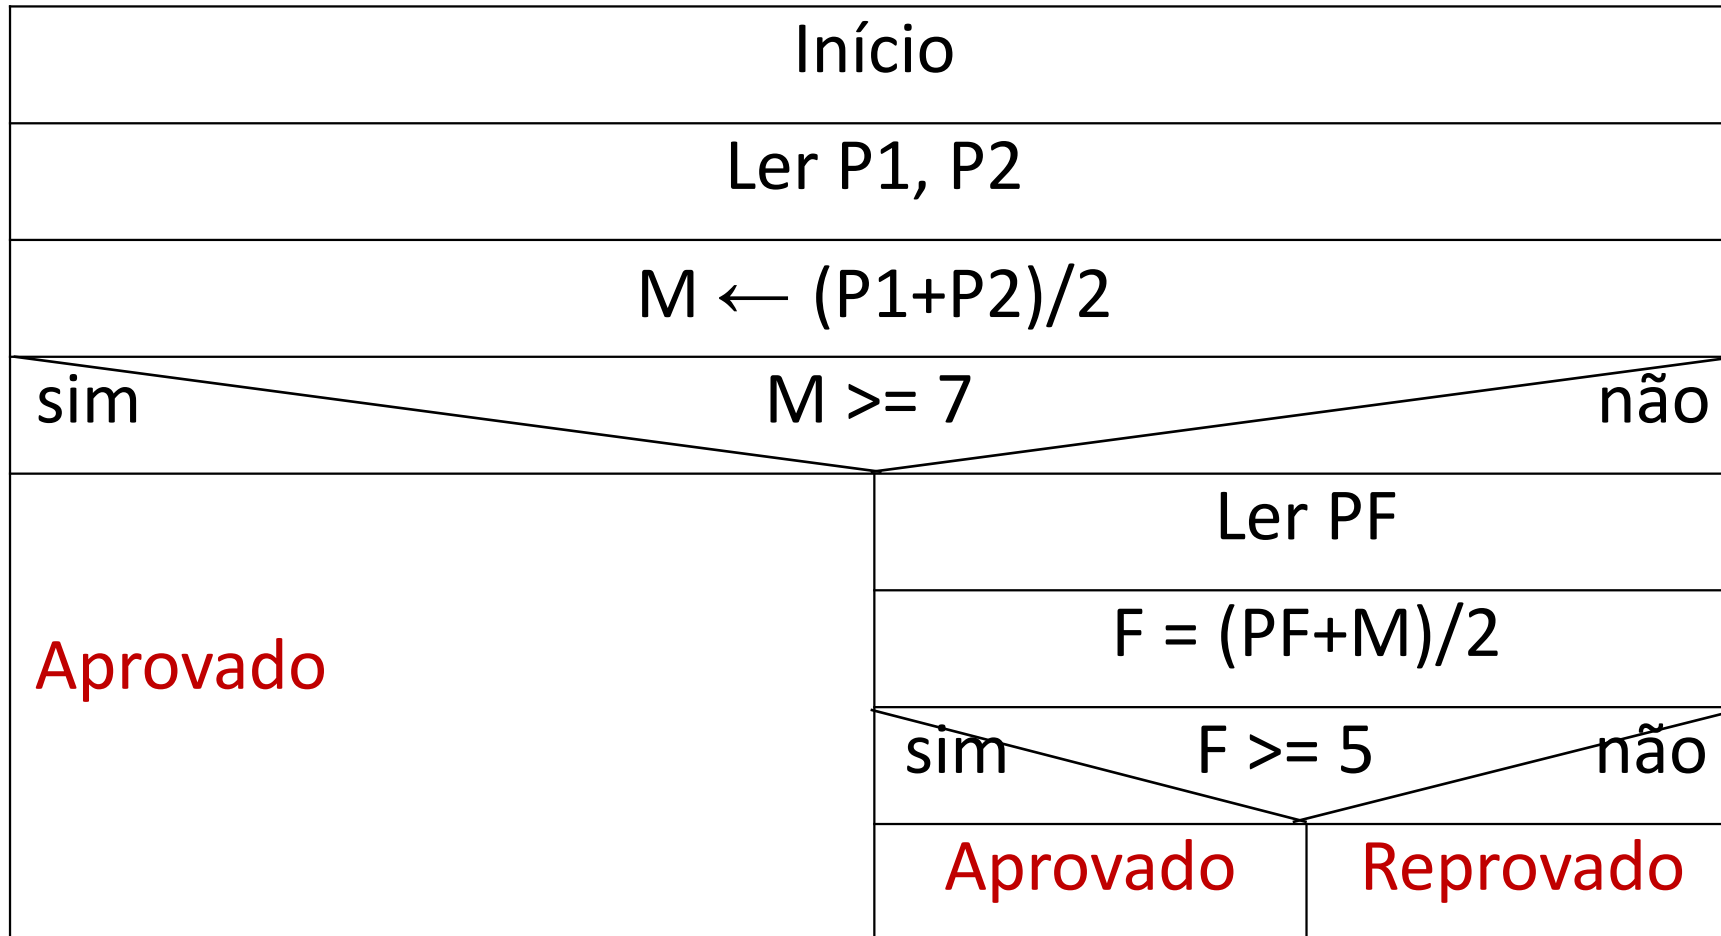 Início
Ler P1, P2
M ← (P1+P2)/2
sim M >= 7 não
Ler PF
F = (PF+M)/2
Aprovado
sim F >= 5 não
Aprovado Reprovado